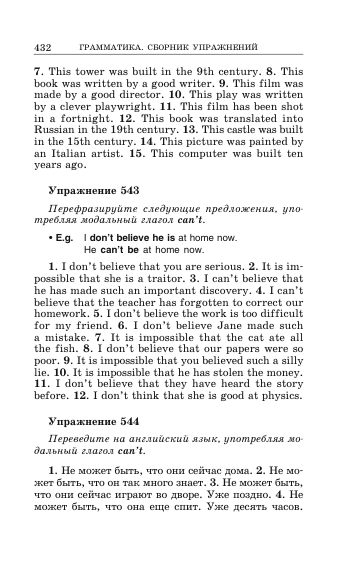 432 ГРАММАТИКА. СБОРНИК УПРАЖНЕНИЙ
7. This tower was built in the 9th century. 8. This
book was written by a good writer. 9. This film was
made by a good director. 10. This play was written
by a clever playwright. 11. This film has been shot
in a fortnight. 12. This book was translated into
Russian in the 19th century. 13. This castle was built
in the 15th century. 14. This picture was painted by
an Italian artist. 15. This computer was built ten
years ago.
Упражнение 543
Перефразируйте следующие предложения, упо-
требляя модальный глагол can't.
• E.g. I don't believe he is at home now.
He can't be at home now.
1. I don't believe that you are serious. 2. It is im-
possible that she is a traitor. 3. I can't believe that
he has made such an important discovery. 4. I can't
believe that the teacher has forgotten to correct our
homework. 5. I don't believe the work is too difficult
for my friend. 6. I don't believe Jane made such
a mistake. 7. It is impossible that the cat ate all
the fish. 8. I don't believe that our papers were so
poor. 9. It is impossible that you believed such a silly
lie. 10. It is impossible that he has stolen the money.
11. I don't believe that they have heard the story
before. 12. I don't think that she is good at physics.
Упражнение 544
Переведите на английский язык, употребляя мо-
дальный глагол can't.
1. Не может быть, что они сейчас дома. 2. Не мо-
жет быть, что он так много знает. 3. Не может быть,
что они сейчас играют во дворе. Уже поздно. 4. Не
может быть, что она еще спит. Уже десять часов.